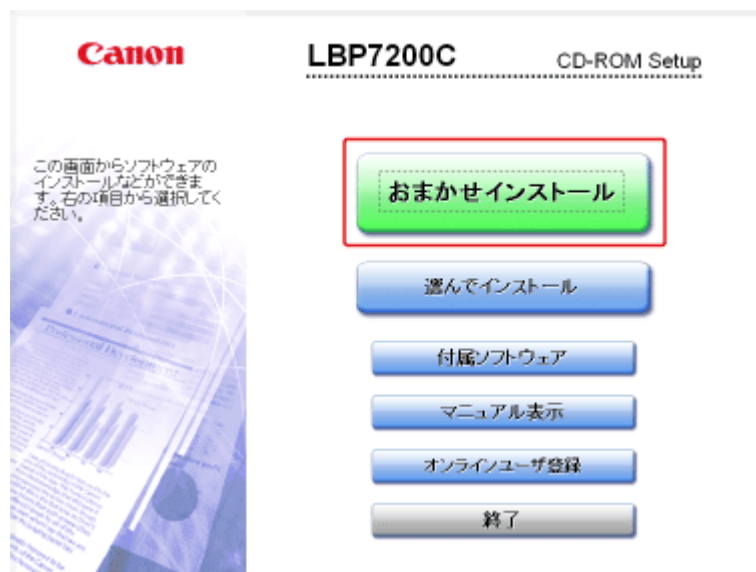 Canon
LBP7200C
CD-ROM Setup
この画面からソフトウェアの
インストールなどができま
す。右の項目から選択してく
ださい。
おまかせインストール
選んでインストール
付属ソフトウェア
マニュアル表示
オンラインユーザ登録
終了